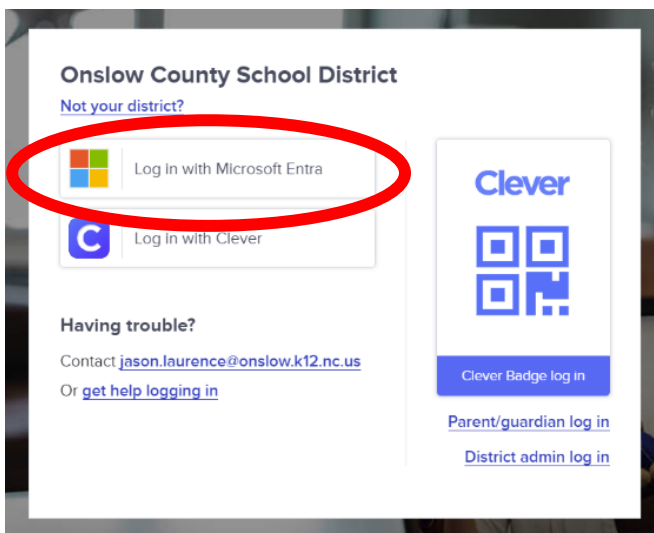 Onslow County School District
Not your district?
Log in with Microsoft Entra
C
Log in with Clever
Having trouble?
Contact jason.laurence@onslow.k12.nc.us
Or get help logging in
Clever
Clever Badge log in
Parent/guardian log in
District admin log in